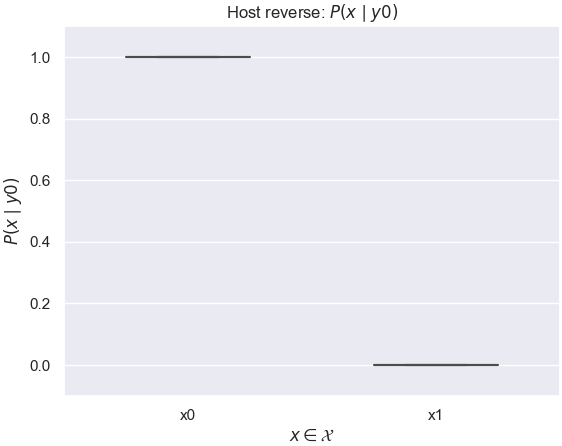 Host reverse: P(x | y0)
P(x | y0)
1.0
0.8
0.6
0.4
0.2
0.0
x0 x1
x ∈ 𝒳